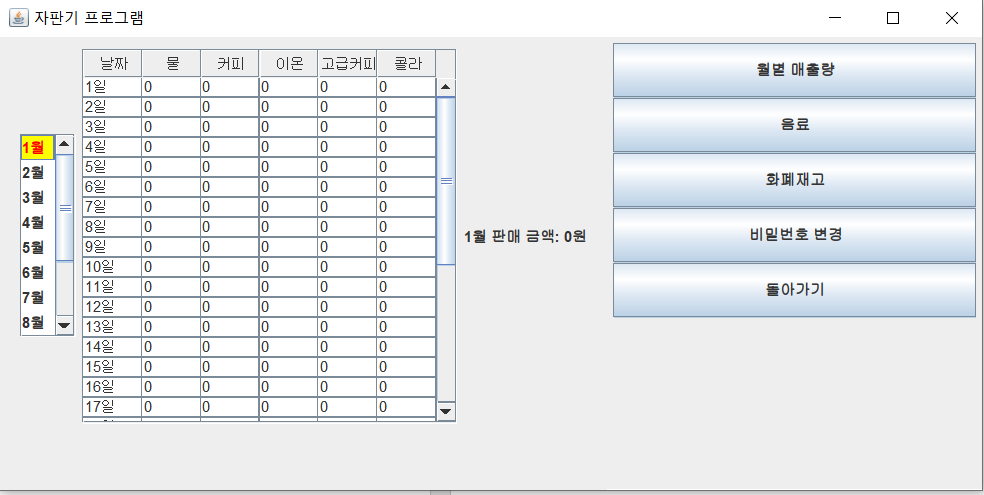 자판기 프로그램
1월
2월
3월
4월
5월
6월
7월
8월
날짜 물 커피 이온 고급커피 콜라
1일 0 0 0 0 0
2일 0 0 0 0 0
3일 0 0 0 0 0
4일 0 0 0 0 0
5일 0 0 0 0 0
6일 0 0 0 0 0
7일 0 0 0 0 0
8일 0 0 0 0 0
9일 0 0 0 0 0
10일 0 0 0 0 0
11일 0 0 0 0 0
12일 0 0 0 0 0
13일 0 0 0 0 0
14일 0 0 0 0 0
15일 0 0 0 0 0
16일 0 0 0 0 0
17일 0 0 0 0 0
1월 판매 금액: 0원
월별 매출량
음료
화폐재고
비밀번호 변경
돌아가기